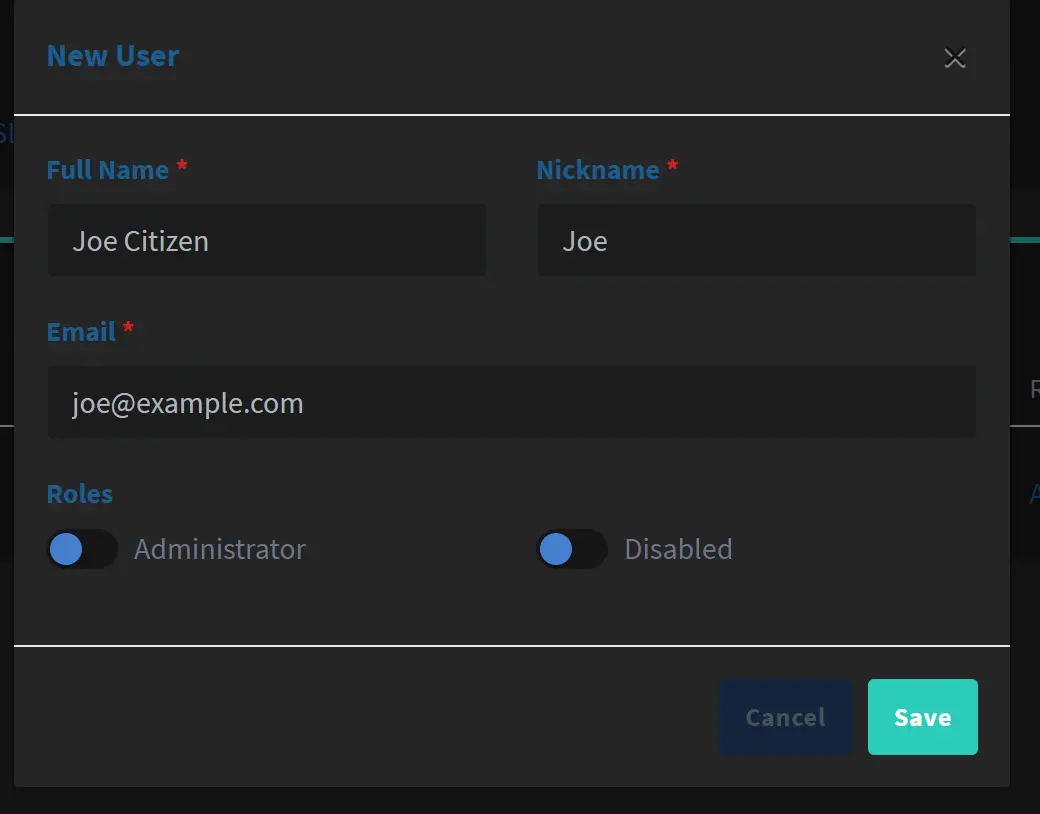 New User
Full Name *
Nickname *
Joe Citizen
Joe
Email *
joe@example.com
Roles
Administrator
Disabled
Cancel
Save